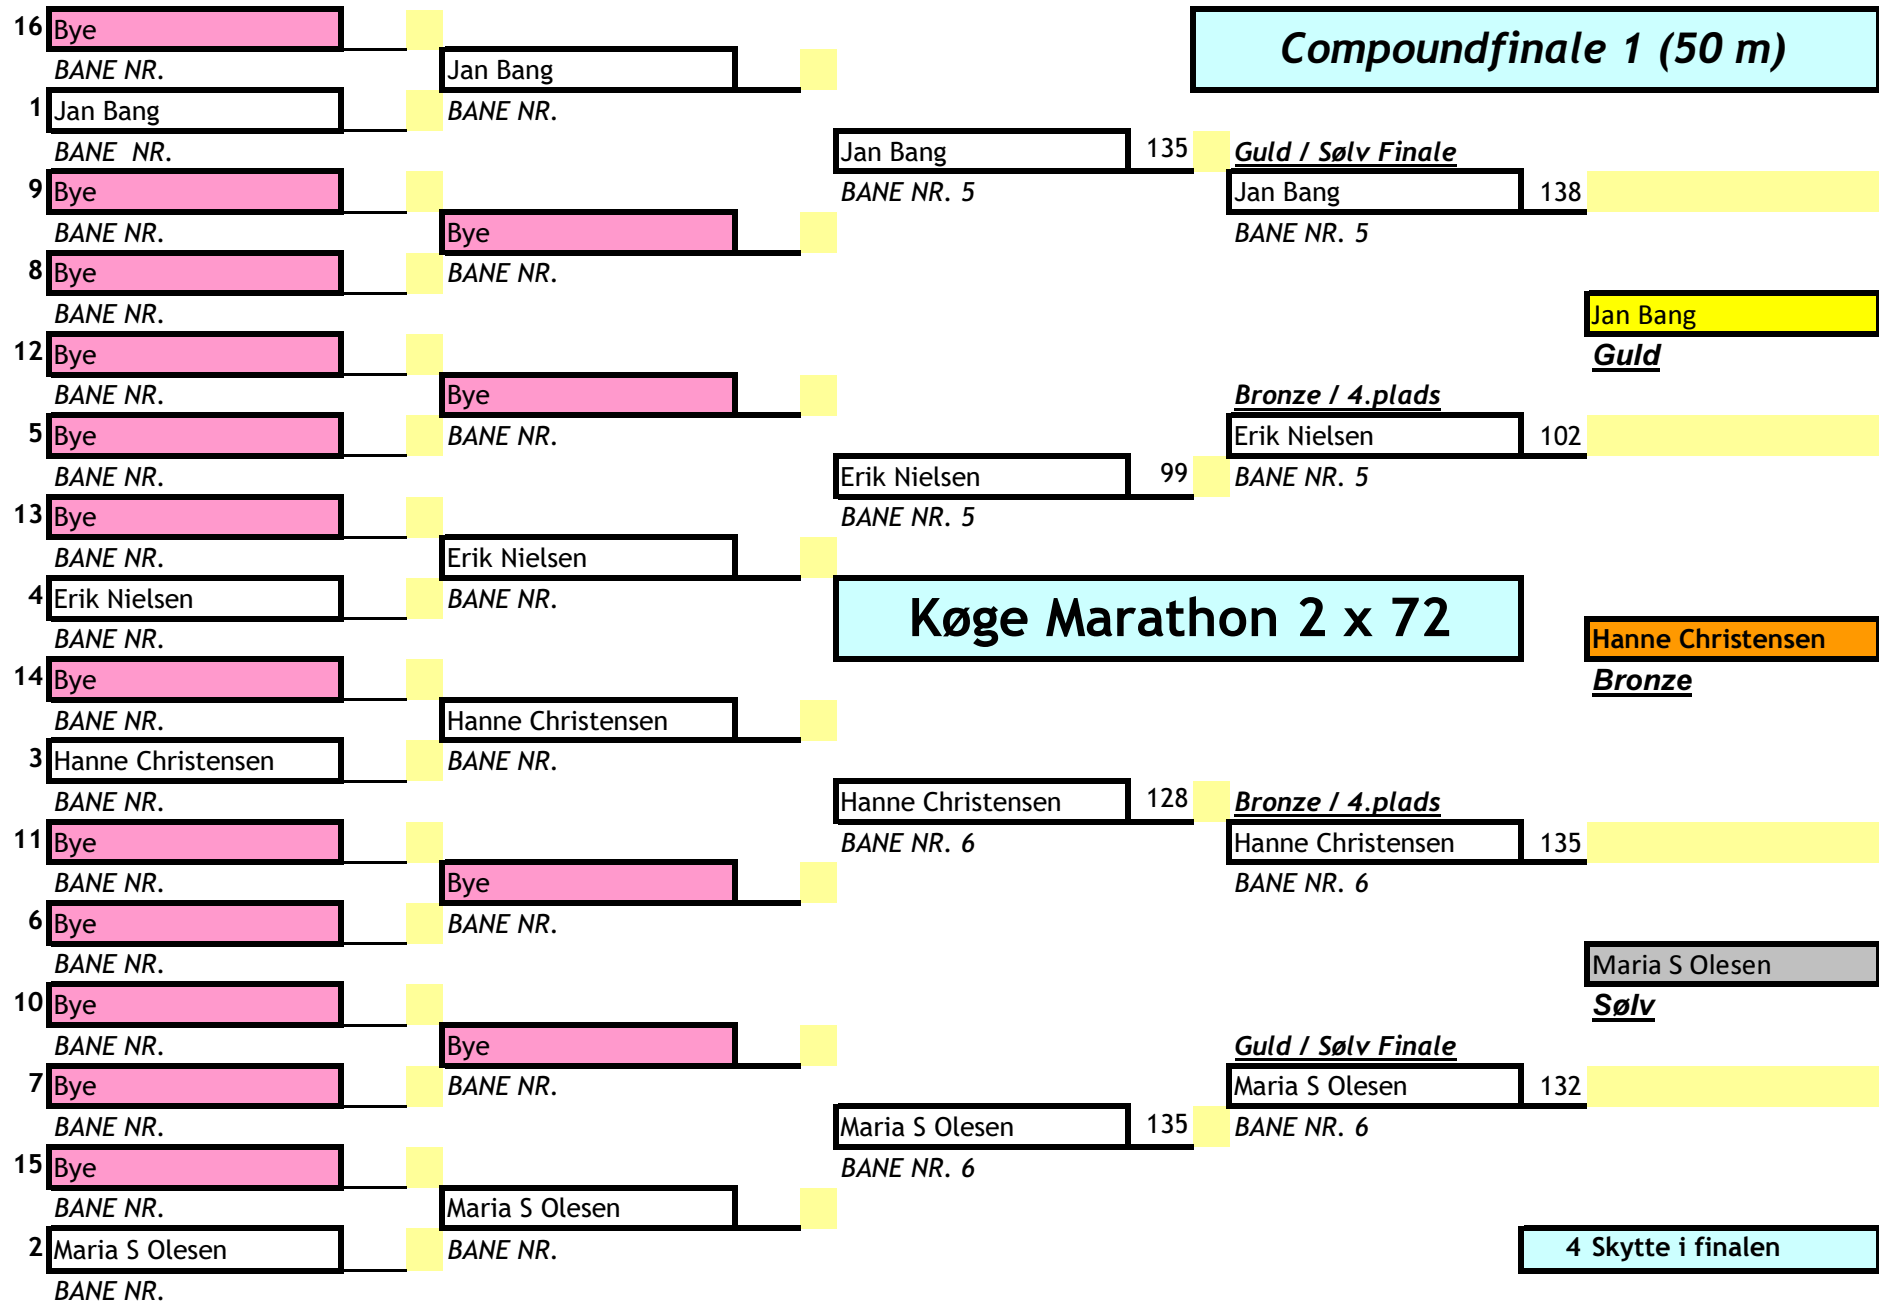 16 Bye
Compoundfinale 1 (50 m)
BANE NR.
Jan Bang
1 Jan Bang
BANE NR.
BANE  NR.
Jan Bang 135
Guld / Sølv Finale
9 Bye
BANE NR. 5
Jan Bang 138
BANE NR.
Bye
BANE NR. 5
8 Bye
BANE NR.
BANE NR.
Jan Bang
12 Bye
Guld
BANE NR.
Bye
Bronze / 4.plads
5 Bye
BANE NR.
Erik Nielsen 102
BANE NR.
Erik Nielsen 99
BANE NR. 5
13 Bye
BANE NR. 5
BANE NR.
Erik Nielsen
4 Erik Nielsen
BANE NR.
Køge Marathon 2 x 72
BANE NR.
Hanne Christensen
14 Bye
Bronze
BANE NR.
Hanne Christensen
3 Hanne Christensen
BANE NR.
BANE NR.
Hanne Christensen 128
Bronze / 4.plads
11 Bye
BANE NR. 6
Hanne Christensen 135
BANE NR.
Bye
BANE NR. 6
6 Bye
BANE NR.
BANE NR.
Maria S Olesen
10 Bye
Sølv
BANE NR.
Bye
Guld / Sølv Finale
7 Bye
BANE NR.
Maria S Olesen 132
BANE NR.
Maria S Olesen 135
BANE NR. 6
15 Bye
BANE NR. 6
BANE NR.
Maria S Olesen
2 Maria S Olesen
BANE NR.
4 Skytte i finalen
BANE NR.